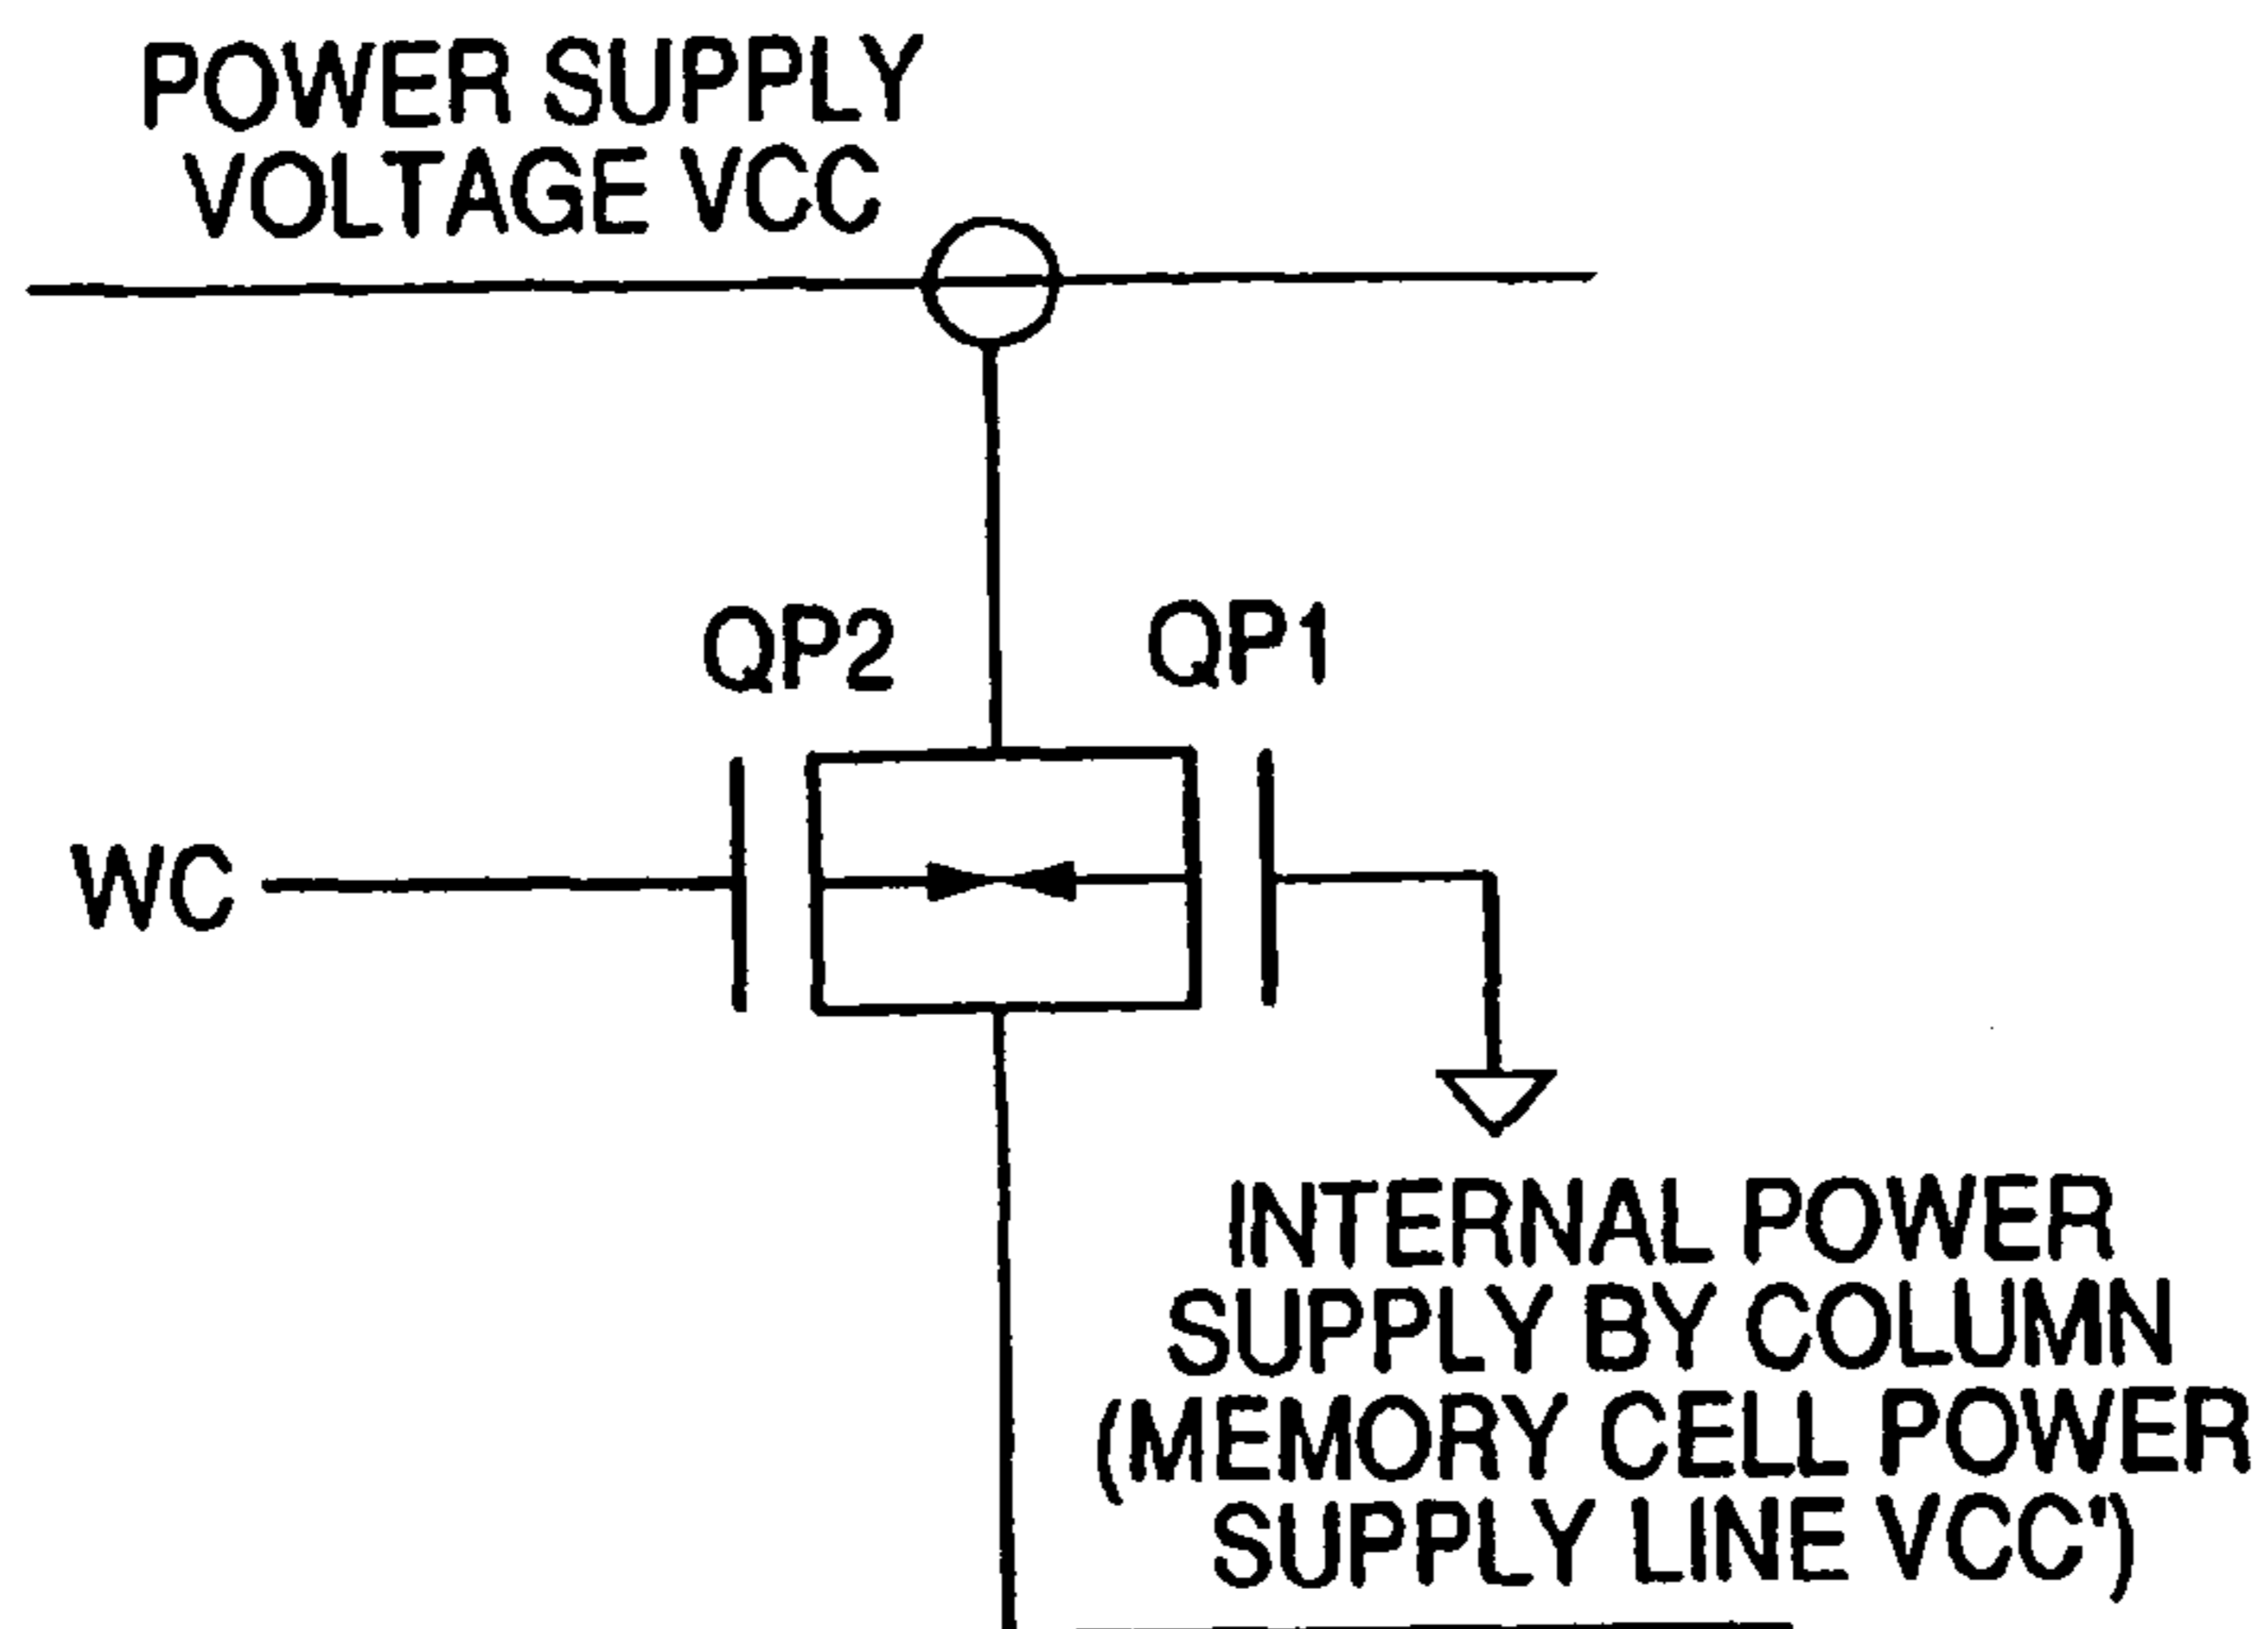 POWER SUPPLY
VOLTAGE VCC
QP2
QP1
WC
INTERNAL POWER
SUPPLY BY COLUMN
(MEMORY CELL POWER
SUPPLY LINE VCC')